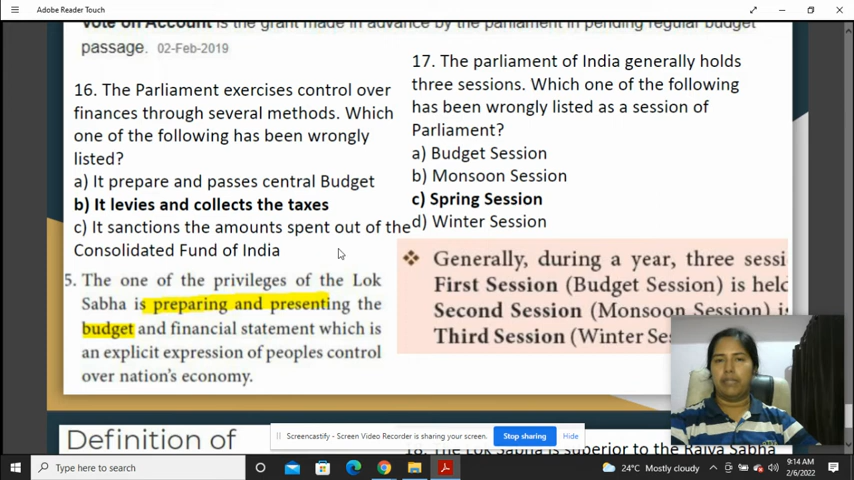 Adobe Reader Touch
Vote on Account is the grant made in advance by the parliament in pending regular budget
passage. 02-Feb-2019
16. The Parliament exercises control over
finances through several methods. Which
one of the following has been wrongly
listed?
a) It prepare and passes central Budget
b) It levies and collects the taxes
c) It sanctions the amounts spent out of the
Consolidated Fund of India
5. The one of the privileges of the Lok
Sabha is preparing and presenting the
budget and financial statement which is
an explicit expression of peoples control
over nation's economy.
17. The parliament of India generally holds
three sessions. Which one of the following
has been wrongly listed as a session of
Parliament?
a) Budget Session
b) Monsoon Session
c) Spring Session
d) Winter Session
❖ Generally, during a year, three sessi
First Session (Budget Session) is held
Second Session (Monsoon Session) i
Third Session (Winter Se
Definition of
18. The Lok Sabha is superior to the Rajya Sabha
Screencastify - Screen Video Recorder is sharing your screen.
Stop sharing
Hide
Type here to search
24°C Mostly cloudy
9:14 AM
2/6/2022